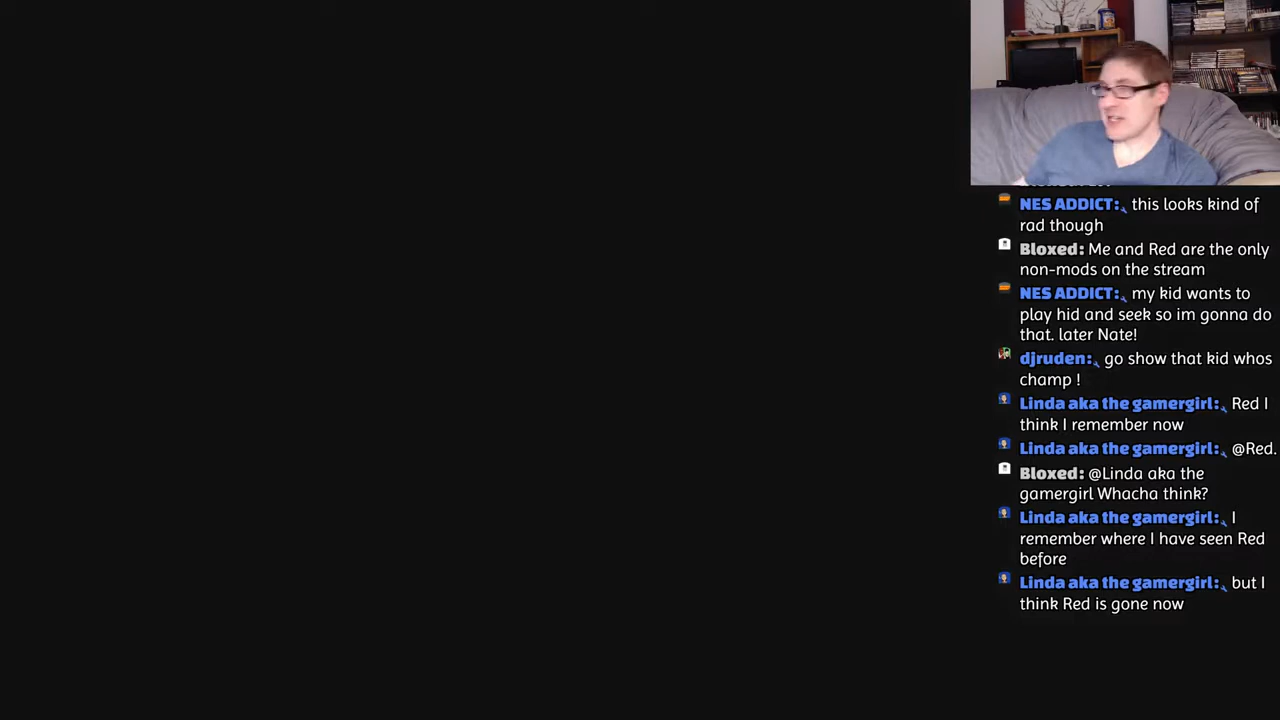 NES ADDICT: this looks kind of
rad though
Bloxed: Me and Red are the only
non-mods on the stream
NES ADDICT: my kid wants to
play hid and seek so im gonna do
that. later Nate!
djruden: go show that kid whos
champ !
Linda aka the gamergirl: Red I
think I remember now
Linda aka the gamergirl: @Red.
Bloxed: @Linda aka the
gamergirl Whacha think?
Linda aka the gamergirl: I
remember where I have seen Red
before
Linda aka the gamergirl: but I
think Red is gone now